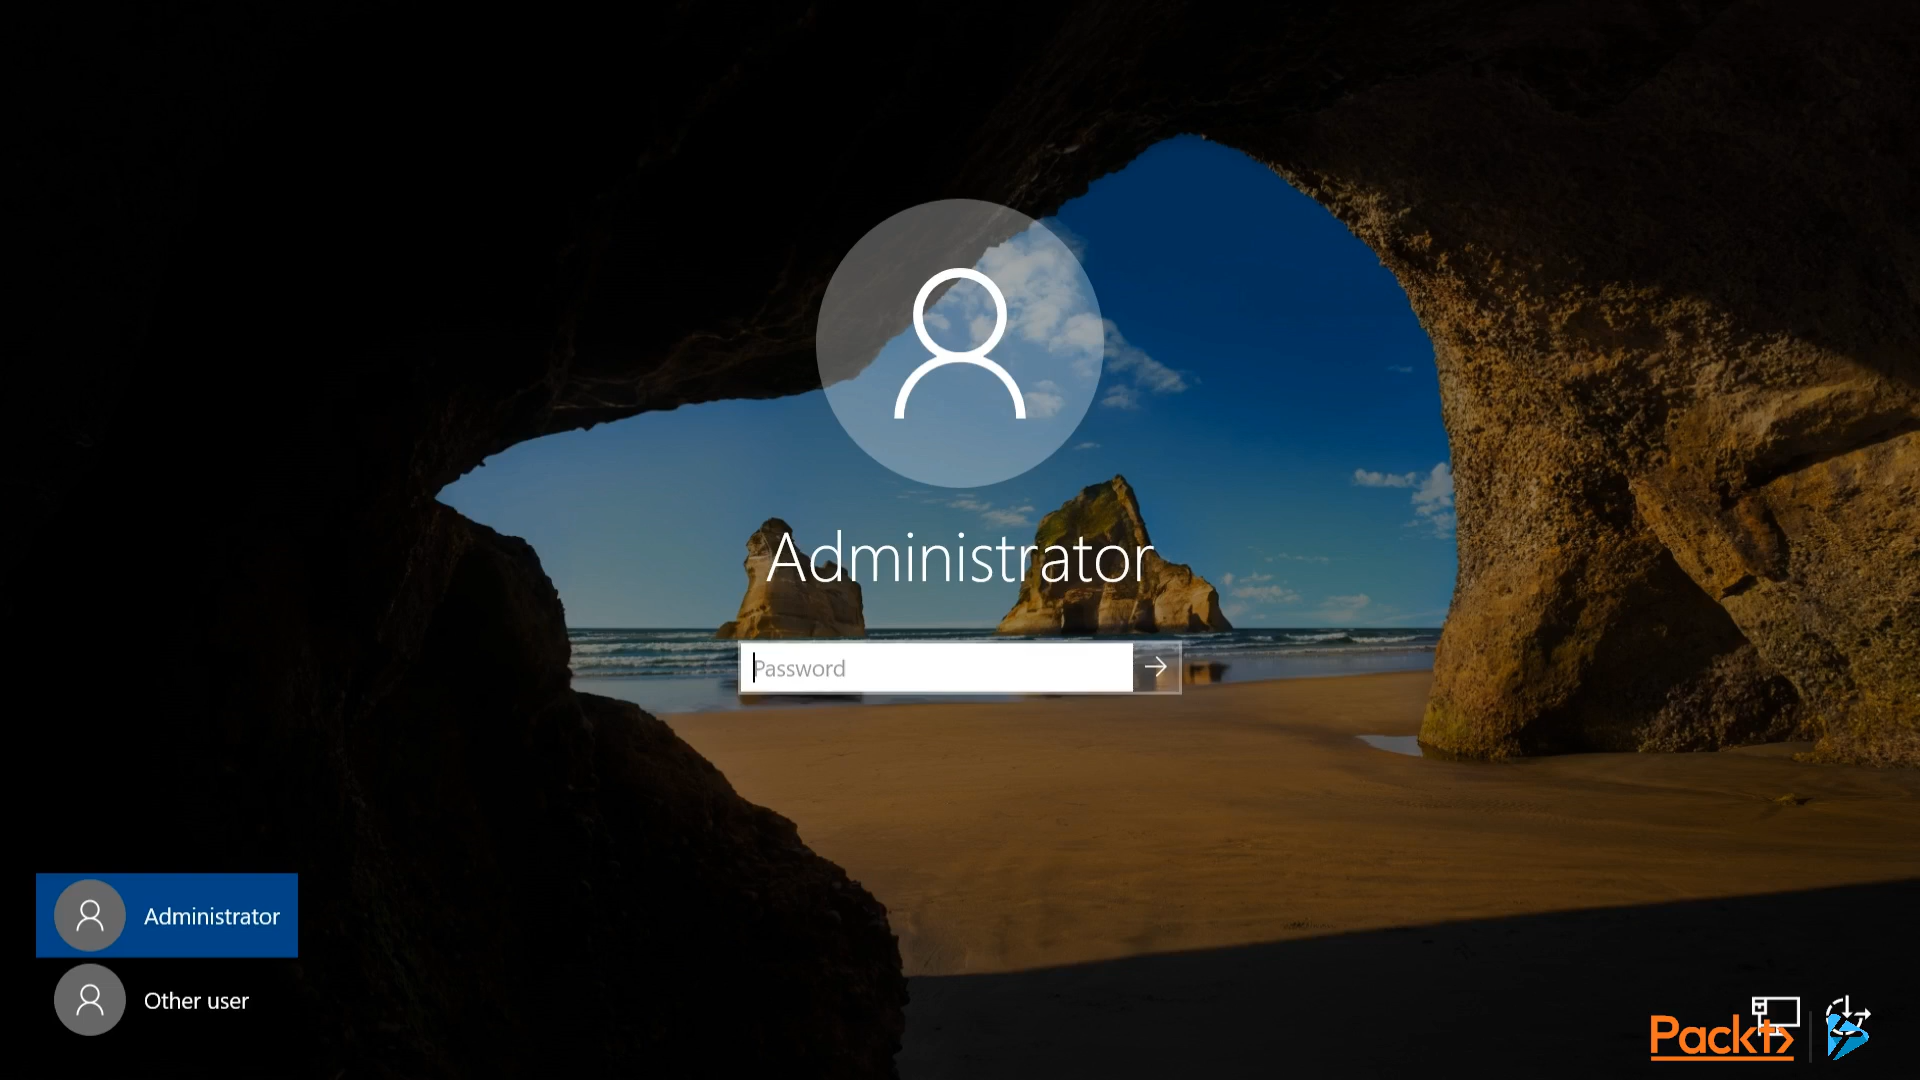 Administrator
Password
Administrator
Other user
Packt